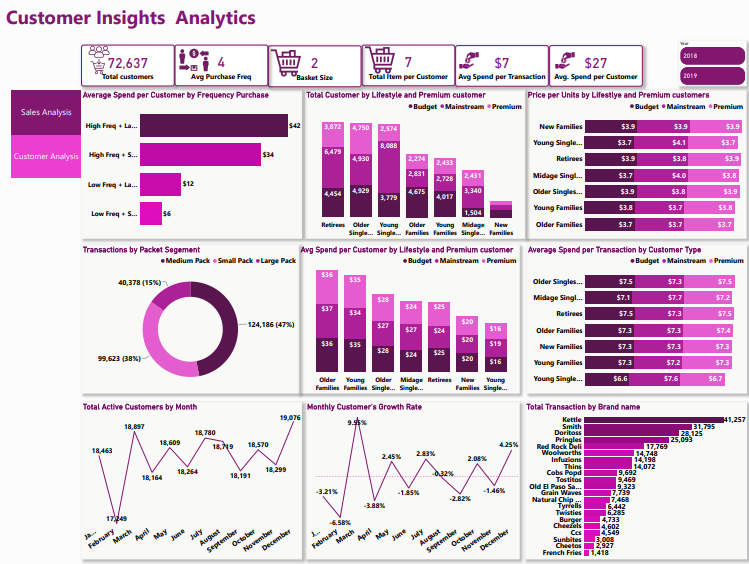 Customer Insights Analytics
72,637
Total customers
4
Avg Purchase Freq
2
Basket Size
7
Total Item per Customer
$7
Avg Spend per Transaction
$27
Avg. Spend per Customer
Year
2018
2019
Sales Analysis
Customer Analysis
Average Spend per Customer by Frequency Purchase
High Freq + La... $42
High Freq + S... $34
Low Freq + La... $12
Low Freq + S... $6
Total Customer by Lifestyle and Premium customer
Budget Mainstream Premium
3,872 4,750 2,574
6,479 4,930 8,088 2,274 2,433 2,431
4,454 4,929 3,779 2,831 2,728 3,340
4,675 4,017 1,504
Retirees Older Single... Young Single... Older Families Young Families Midage Single... New Families
Price per Units by Lifestlye and Premium customers
Budget Mainstream Premium
New Families $3.9 $3.9 $3.9
Young Single... $3.7 $4.1 $3.7
Retirees $3.9 $3.8 $3.9
Midage Singl... $3.7 $4.0 $3.8
Older Singles... $3.9 $3.8 $3.9
Young Families $3.8 $3.7 $3.8
Older Families $3.7 $3.7 $3.7
Transactions by Packet Segement
Medium Pack Small Pack Large Pack
40,378 (15%)
124,186 (47%)
99,623 (38%)
Avg Spend per Customer by Lifestyle and Premium customer
Budget Mainstream Premium
$36 $35 $28 $24 $25 $20 $16
$37 $34 $27 $27 $24 $20 $19
$36 $35 $28 $24 $25 $20 $16
Older Families Young Families Older Single... Midage Single... Retirees New Families Young Single...
Average Spend per Transaction by Customer Type
Budget Mainstream Premium
Older Singles... $7.5 $7.3 $7.5
Midage Singl... $7.1 $7.7 $7.2
Retirees $7.5 $7.3 $7.5
Older Families $7.3 $7.3 $7.4
New Families $7.3 $7.3 $7.3
Young Families $7.3 $7.2 $7.3
Young Single... $6.6 $7.6 $6.7
Total Active Customers by Month
18,463
17,249
18,897
18,164
18,609
18,264
18,780
18,719
18,191
18,570
18,299
19,076
Ja... February March April May June July August September October November December
Monthly Customer's Growth Rate
-3.21%
-6.58%
9.55%
-3.88%
2.45%
-1.85%
2.83%
-0.32%
-2.82%
2.08%
-1.46%
4.25%
J... February March April May June July August September October November December
Total Transaction by Brand name
Kettle 41,257
Smith 31,795
Doritoss 28,125
Pringles 25,093
Red Rock Deli 17,769
Woolworths 14,748
Infuzions 14,198
Thins 14,072
Cobs Popd 9,692
Tostitos 9,469
Old El Paso Sa... 9,323
Grain Waves 7,739
Natural Chip ... 7,468
Tyrrells 6,442
Twisties 6,285
Burger 4,733
Cheezels 4,602
Ccs 4,549
Sunbites 3,008
Cheetos 2,927
French Fries 1,418